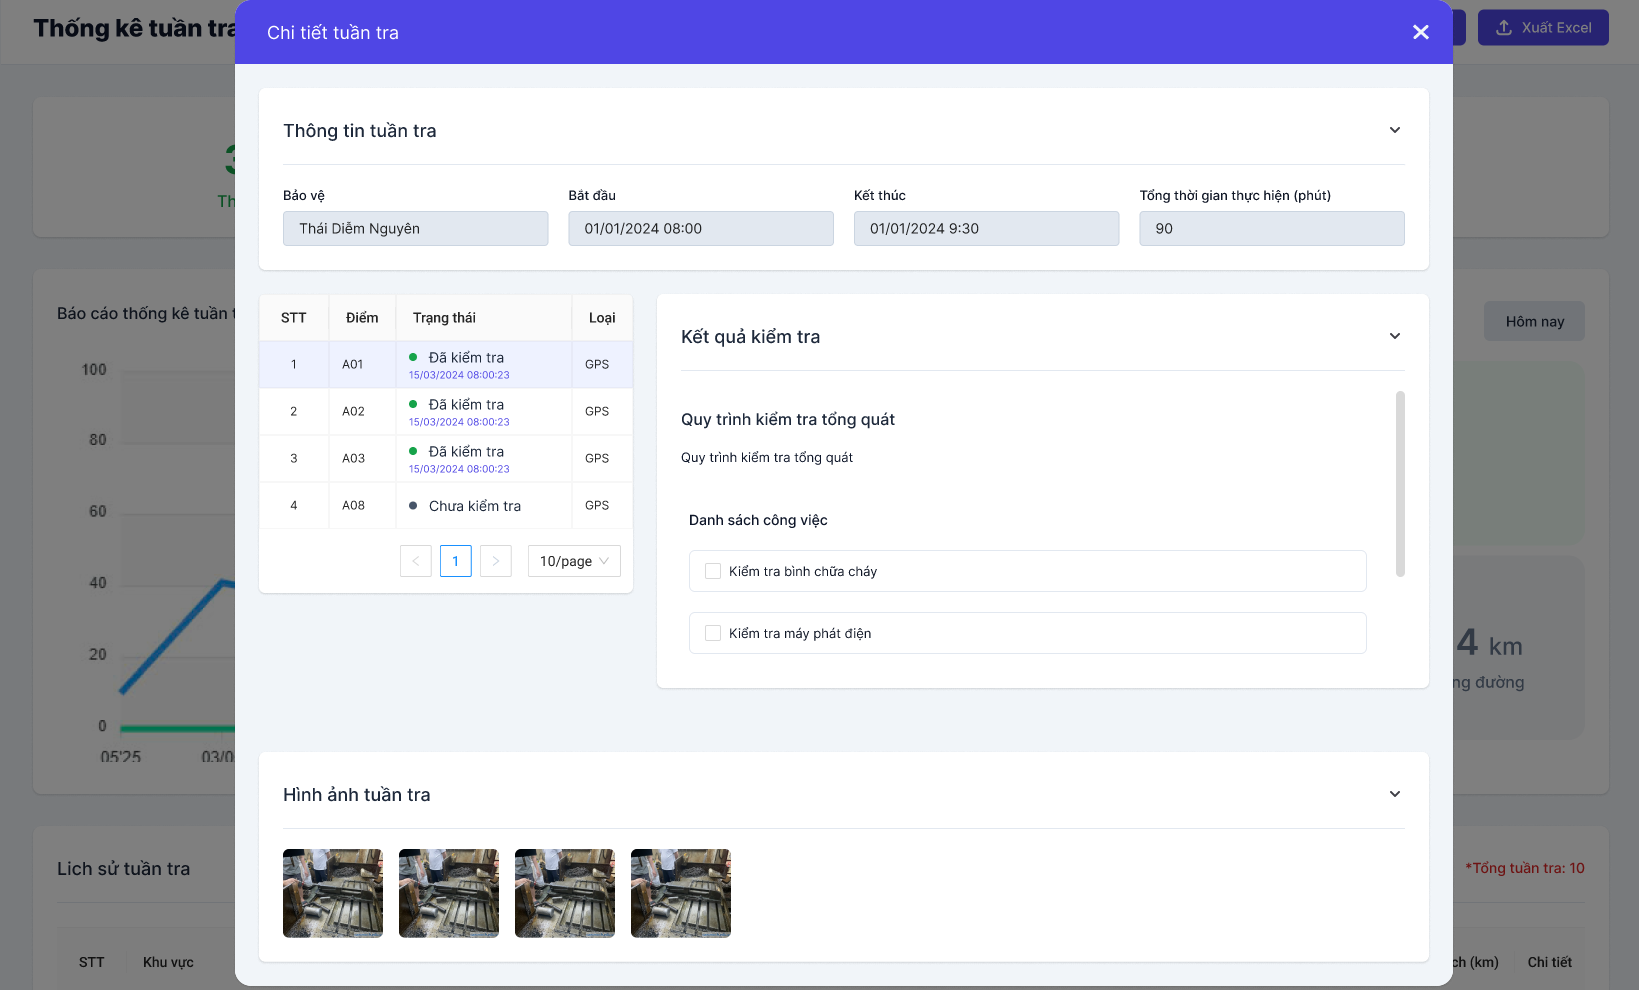 Thống kê tuần tra
Xuất Excel
Chi tiết tuần tra
Thông tin tuần tra
Bảo vệ
Bắt đầu
Kết thúc
Tổng thời gian thực hiện (phút)
Thái Diễm Nguyên
01/01/2024 08:00
01/01/2024 9:30
90
STT Điểm Trạng thái Loại
1 A01 Đã kiểm tra GPS
15/03/2024 08:00:23
2 A02 Đã kiểm tra GPS
15/03/2024 08:00:23
3 A03 Đã kiểm tra GPS
15/03/2024 08:00:23
4 A08 Chưa kiểm tra GPS
1
10/page
Kết quả kiểm tra
Quy trình kiểm tra tổng quát
Quy trình kiểm tra tổng quát
Danh sách công việc
Kiểm tra bình chữa cháy
Kiểm tra máy phát điện
Hình ảnh tuần tra
Báo cáo thống kê tuần t
Hôm nay
100
80
60
40
20
0
05'25
03/0
4 km
ng đường
Lich sử tuần tra
*Tổng tuần tra: 10
STT Khu vực
ch (km) Chi tiết